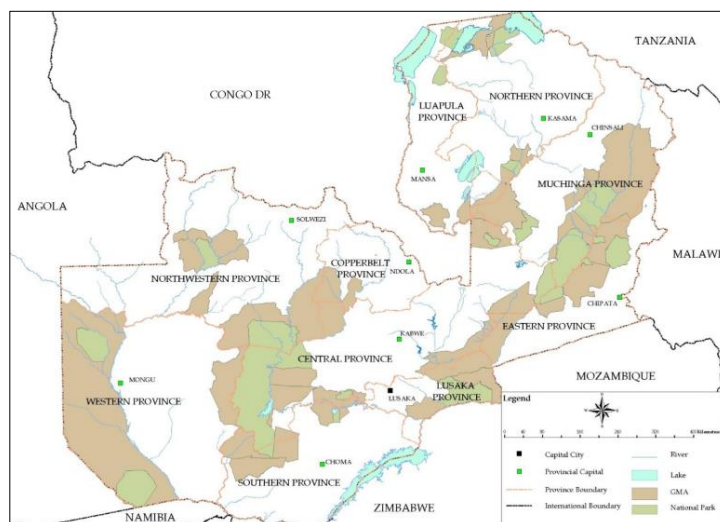 TANZANIA
CONGO DR
NORTHERN PROVINCE
LUAPULA
PROVINCE
KASAMA
CHINSALI
MANSA
MUCHINGA PROVINCE
ANGOLA
SOLWEZI
COPPERBELT
PROVINCE
NDOLA
NORTHWESTERN PROVINCE
MALAWI
CHIPATA
EASTERN PROVINCE
KABWE
CENTRAL PROVINCE
MONGU
WESTERN PROVINCE
LUSAKA
LUSAKA
PROVINCE
MOZAMBIQUE
CHOMA
SOUTHERN PROVINCE
ZIMBABWE
NAMIBIA
Legend
Capital City
Provincial Capital
Province Boundary
International Boundary
River
Lake
GMA
National Park